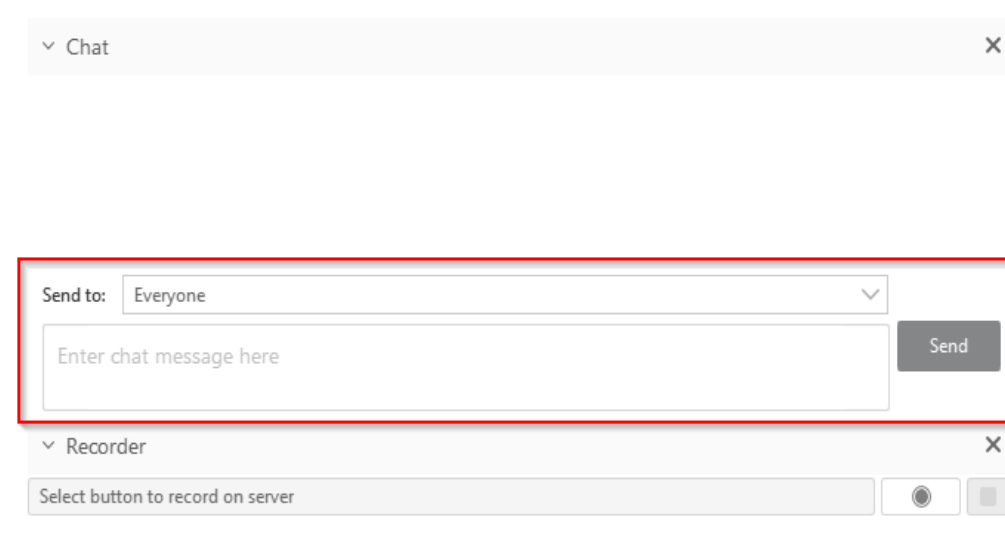 Chat
Send to: Everyone
Enter chat message here
Send
Recorder
Select button to record on server